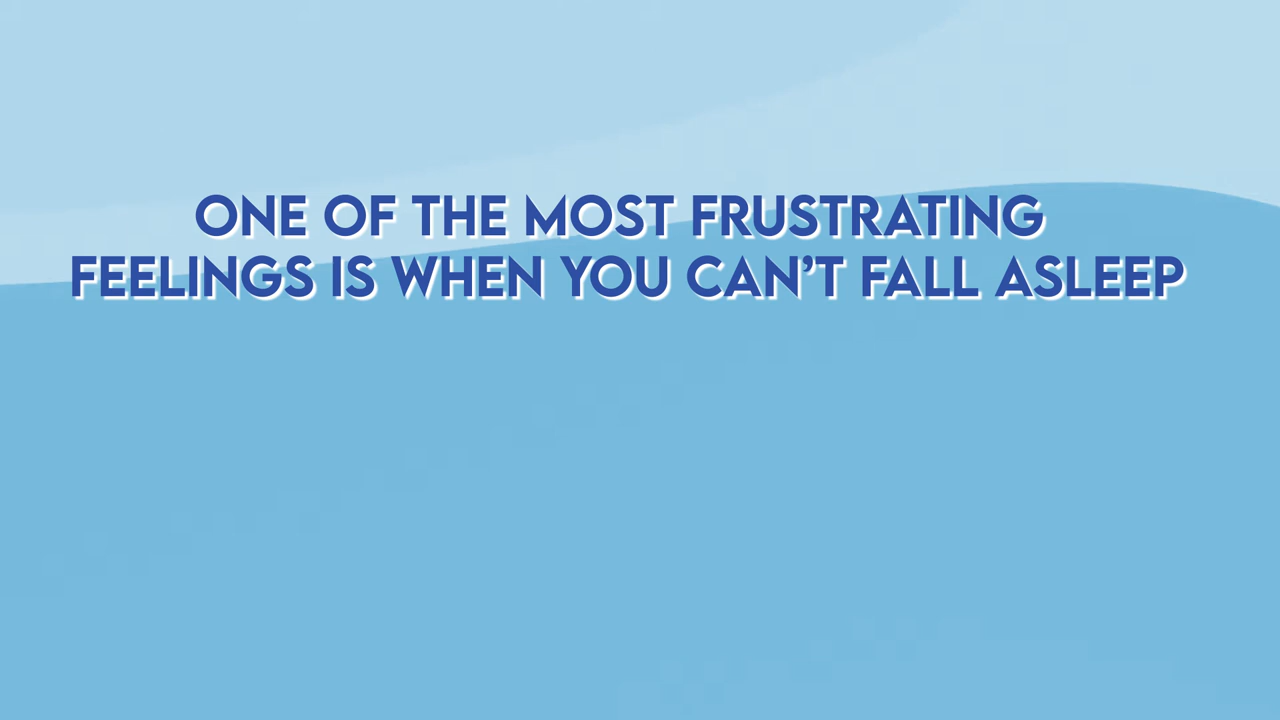 ONE OF THE MOST FRUSTRATING
FEELINGS IS WHEN YOU CAN’T FALL ASLEEP